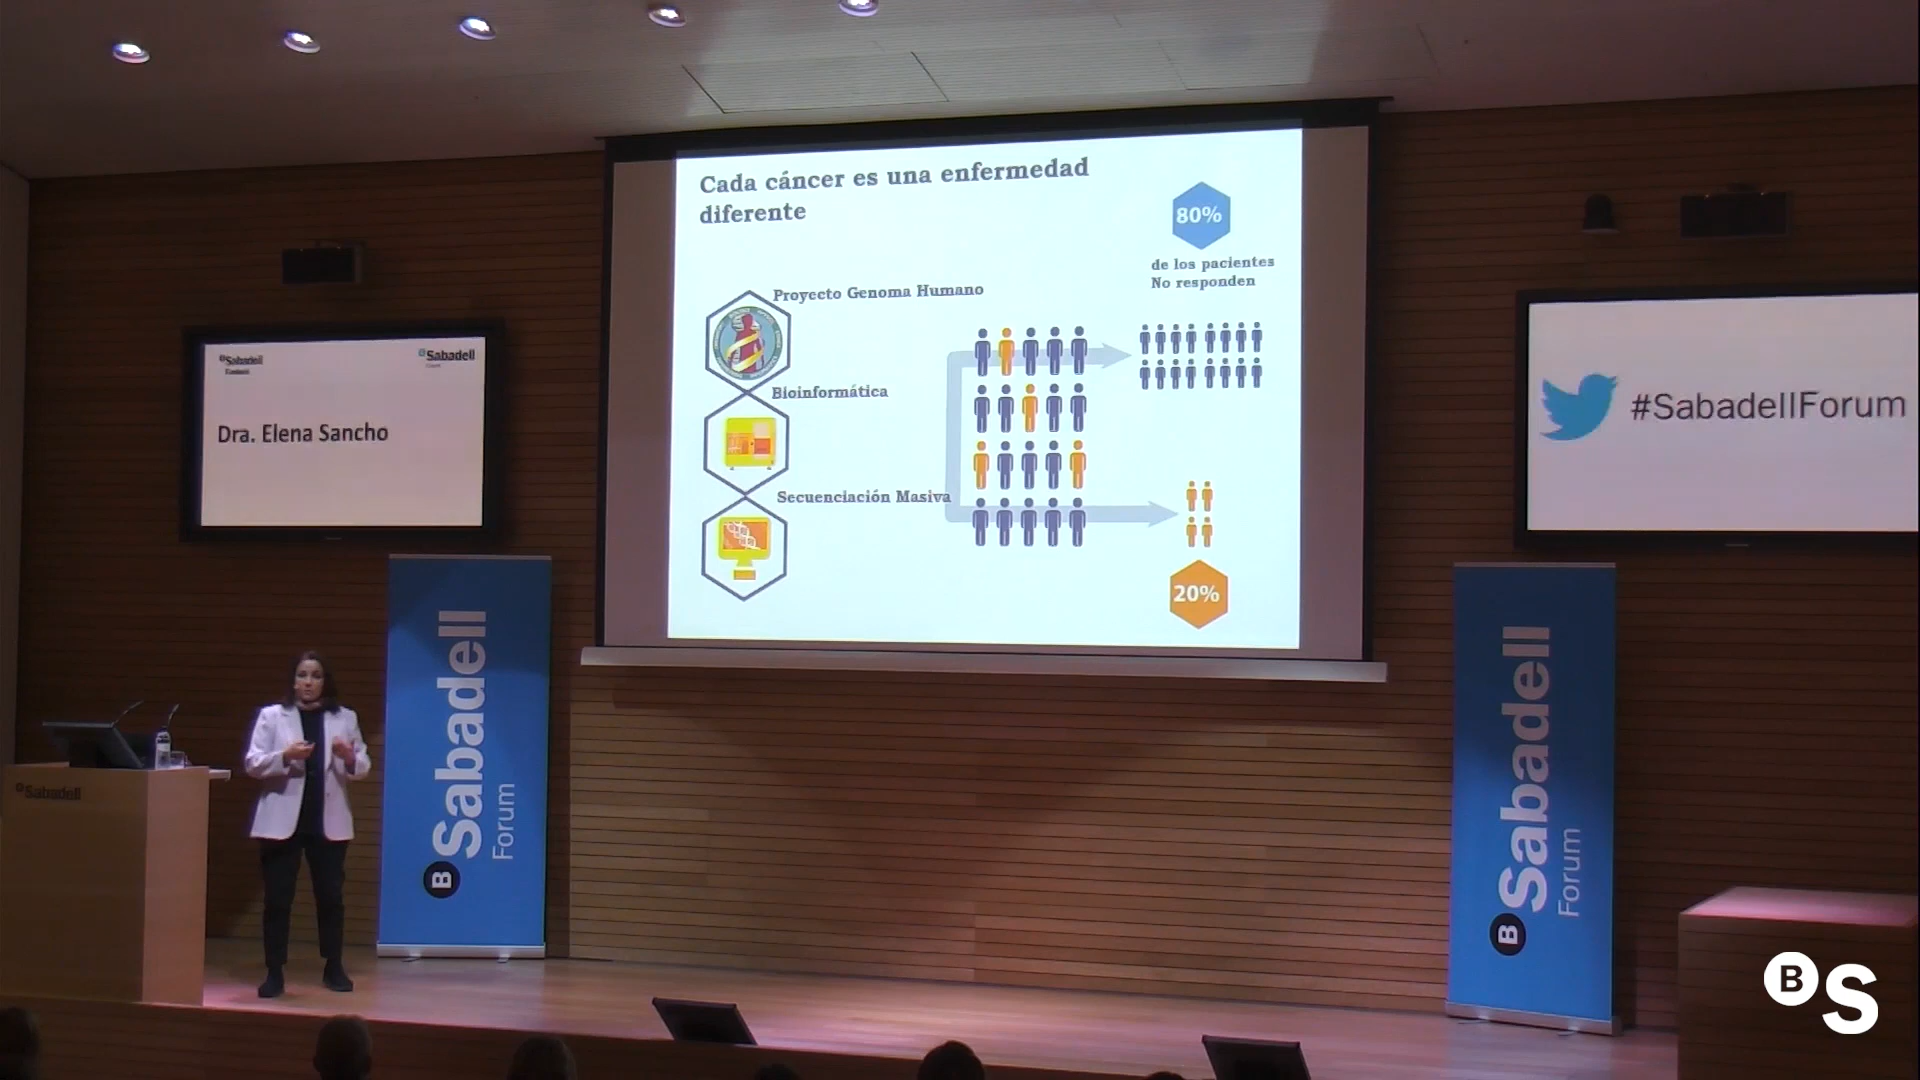 Cada cáncer es una enfermedad
diferente
80%
de los pacientes
No responden
Proyecto Genoma Humano
Bioinformática
Secuenciación Masiva
20%
Sabadell
Sabadell
Dra. Elena Sancho
#SabadellForum
B Sabadell
Forum
B Sabadell
Forum
Sabadell
B S